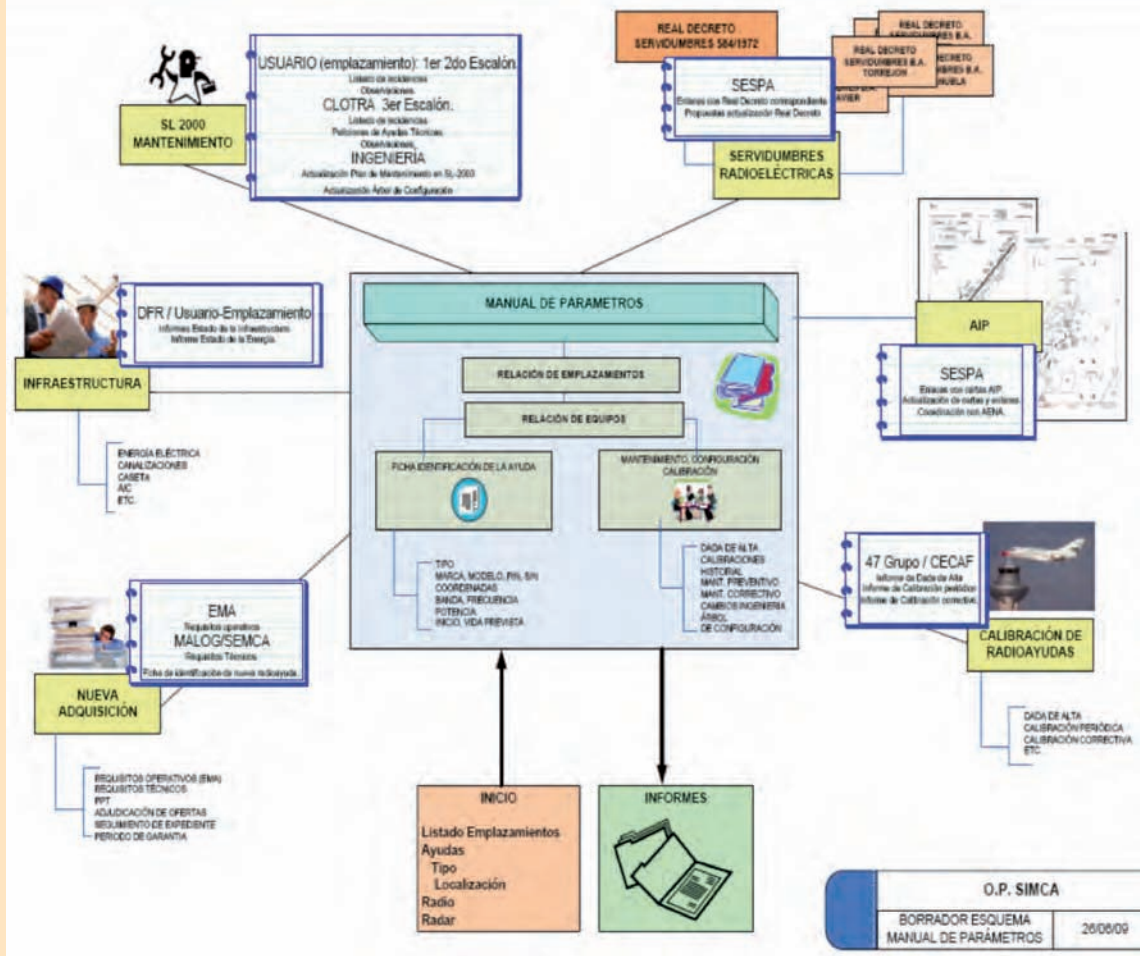 SL 2000
MANTENIMIENTO
USUARIO (emplazamiento): 1er 2do Escalón.
Listado de incidencias
Observaciones.
CLOTRA 3er Escalón.
Listado de incidencias
Peticiones de Ayudas Técnicas
Observaciones,
INGENIERÍA
Actualización Plan de Mantenimiento en SL-2000
Actualización Árbol de Configuración
REAL DECRETO
SERVIDUMBRES 584/1972
REAL DECRETO
SERVIDUMBRES B.A.
REAL DECRETO
SERVIDUMBRES B.A.
TORREJON
DECRETO
BRES B.A.
AVIER
SESPA
Enlaces con Real Decreto correspondiente
Propuestas actualización Real Decreto
SERVIDUMBRES
RADIOELÉCTRICAS
DFR / Usuario-Emplazamiento
Informes Estado de la Infraestructura
Informe Estado de la Energía.
INFRAESTRUCTURA
ENERGÍA ELÉCTRICA
CANALIZACIONES
CASETA
A/C
ETC.
MANUAL DE PARAMETROS
RELACIÓN DE EMPLAZAMIENTOS
RELACIÓN DE EQUIPOS
FICHA IDENTIFICACIÓN DE LA AYUDA
MANTENIMIENTO, CONFIGURACIÓN
CALIBRACIÓN
TIPO
MARCA, MODELO, P/N, S/N
COORDENADAS
BANDA, FRECUENCIA
POTENCIA
INICIO, VIDA PREVISTA
DADA DE ALTA
CALIBRACIONES
HISTORIAL
MANT. PREVENTIVO
MANT. CORRECTIVO
CAMBIOS INGENIERIA
ÁRBOL
DE CONFIGURACIÓN
AIP
SESPA
Enlaces con cartas AIP.
Actualización de cartas y enlaces
Coordinación con AENA.
47 Grupo / CECAF
Informe de Dada de Alta
Informe de Calibración periódica
Informe de Calibración correctiva.
CALIBRACIÓN DE
RADIOAYUDAS
DADA DE ALTA
CALIBRACIÓN PERIÓDICA
CALIBRACIÓN CORRECTIVA
ETC
EMA
Requisitos operativos
MALOG/SEMCA
Requisitos Técnicos
Ficha de identificación de nueva radioayuda.
NUEVA
ADQUISICIÓN
REQUISITOS OPERATIVOS (EMA)
REQUISITOS TÉCNICOS
PPT
ADJUDICACIÓN DE OFERTAS
SEGUIMIENTO DE EXPEDIENTE
PERIODO DE GARANTIA
INICIO
Listado Emplazamientos
Ayudas
Tipo
Localización
Radio
Radar
INFORMES
O.P. SIMCA
BORRADOR ESQUEMA
MANUAL DE PARÁMETROS
26/06/09